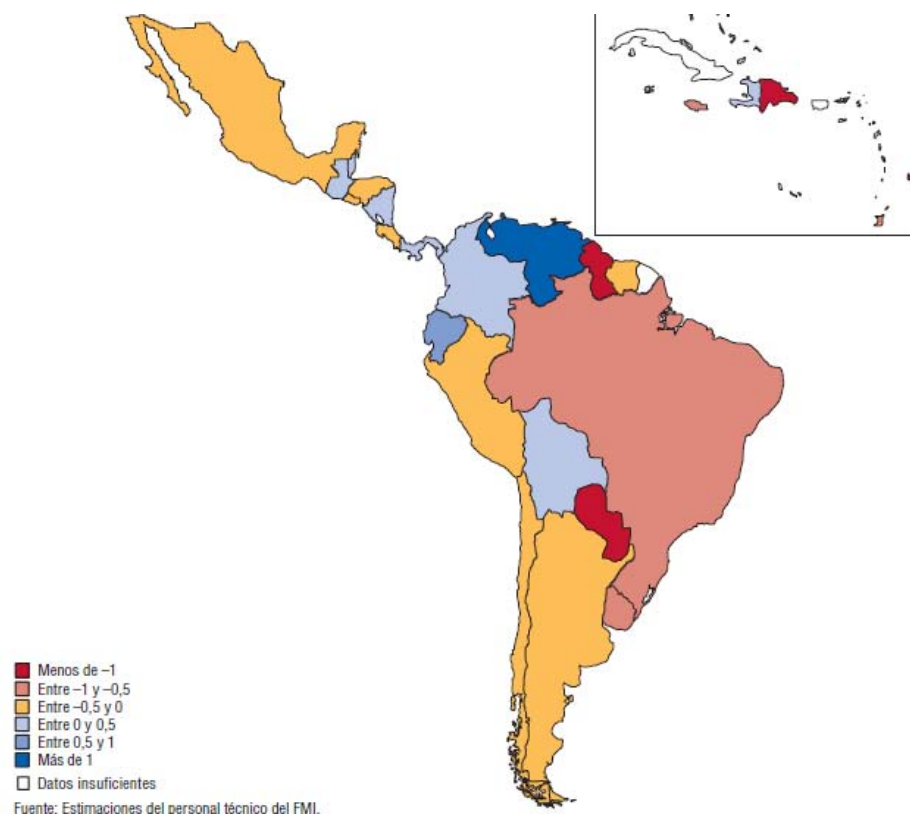 Menos de –1
Entre –1 y –0,5
Entre –0,5 y 0
Entre 0 y 0,5
Entre 0,5 y 1
Más de 1
Datos insuficientes
Fuente: Estimaciones del personal técnico del FMI.